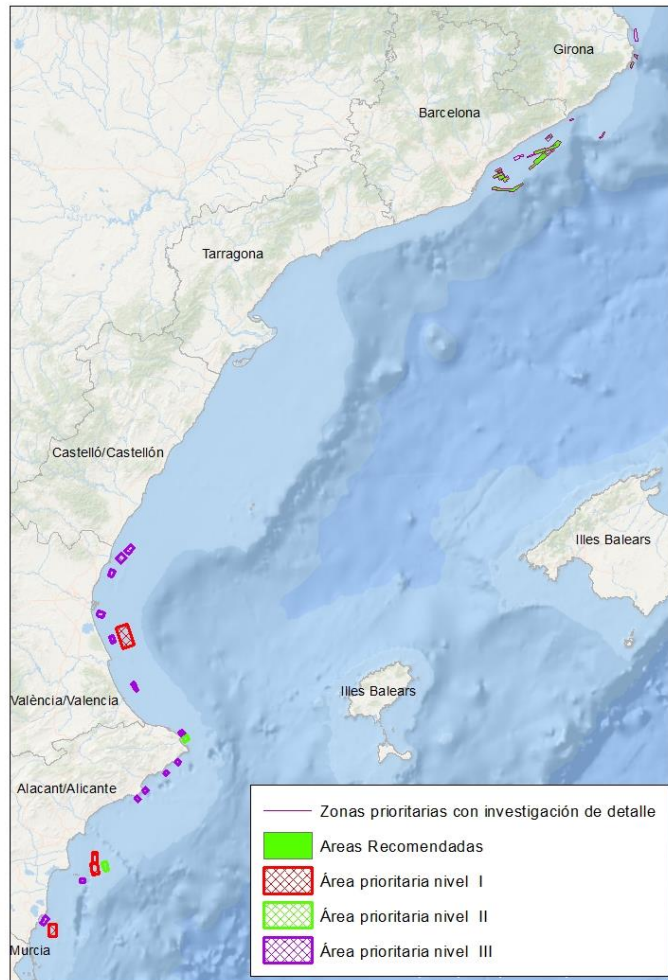 Girona
Barcelona
Tarragona
Castelló/Castellón
Illes Balears
Illes Balears
València/Valencia
Alacant/Alicante
Murcia
Zonas prioritarias con investigación de detalle
Areas Recomendadas
Área prioritaria nivel I
Área prioritaria nivel II
Área prioritaria nivel III